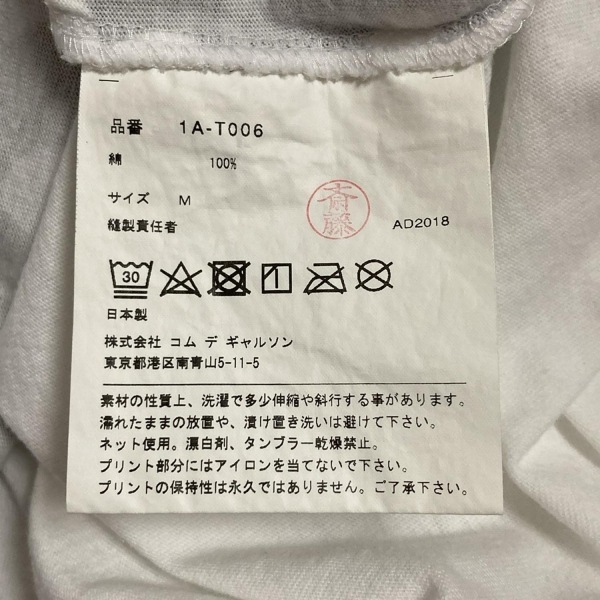 品番 1A-T006
綿 100%
サイズ M
斎藤
縫製責任者 AD2018
30
1
日本製
株式会社 コム デ ギャルソン
東京都港区南青山5-11-5
素材の性質上、洗濯で多少伸縮や斜行する事があります。
濡れたままの放置や、漬け置き洗いは避けて下さい。
ネット使用。漂白剤、タンブラー乾燥禁止。
プリント部分にはアイロンを当てないで下さい。
プリントの保持性は永久ではありません。ご了承下さい。